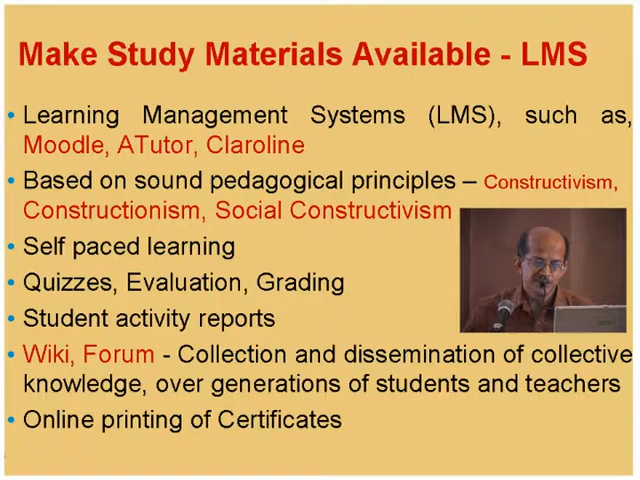 Make Study Materials Available - LMS
• Learning Management Systems (LMS), such as,
Moodle, ATutor, Claroline
• Based on sound pedagogical principles – Constructivism,
Constructionism, Social Constructivism
• Self paced learning
• Quizzes, Evaluation, Grading
• Student activity reports
• Wiki, Forum - Collection and dissemination of collective
knowledge, over generations of students and teachers
• Online printing of Certificates